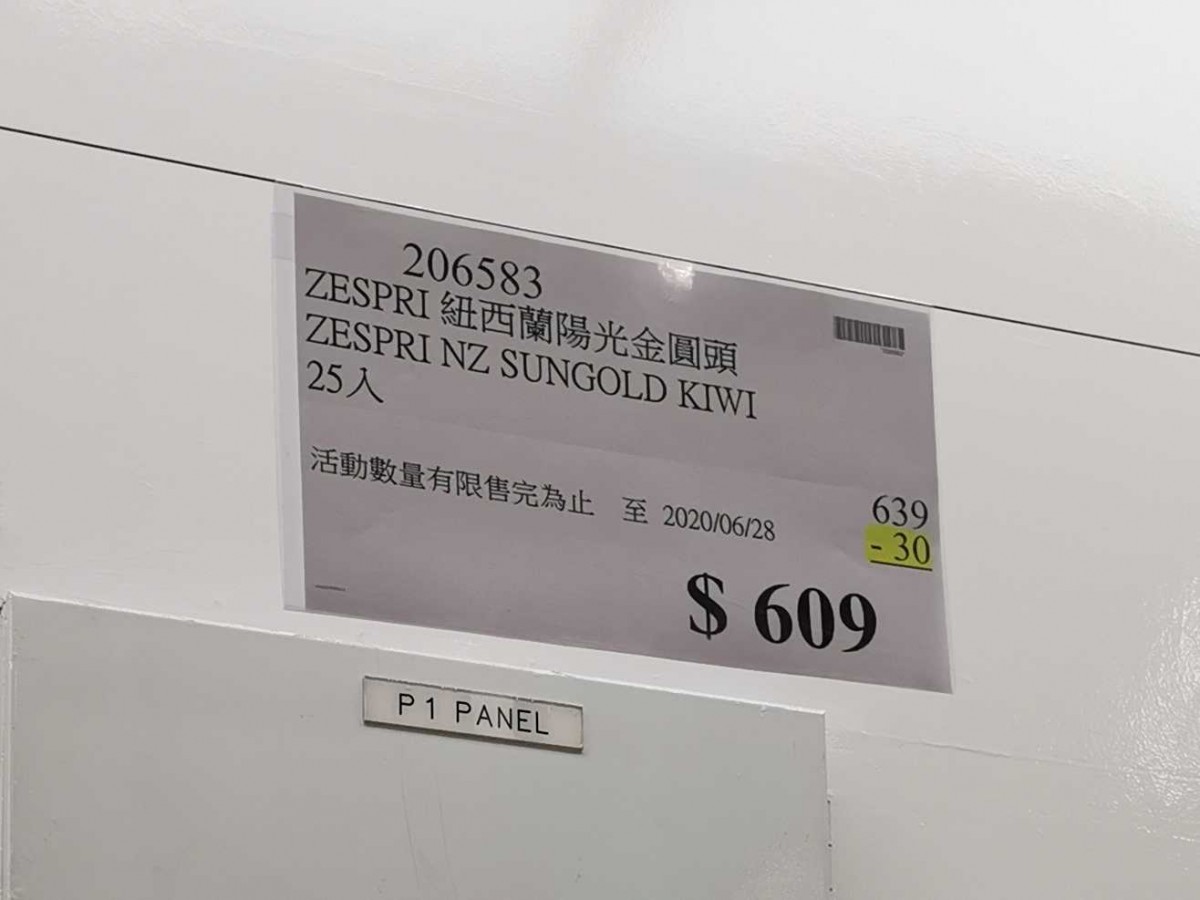 206583
ZESPRI 紐西蘭陽光金圓頭
ZESPRI NZ SUNGOLD KIWI
25入
活動數量有限售完為止 至 2020/06/28
639
- 30
$ 609
P1 PANEL